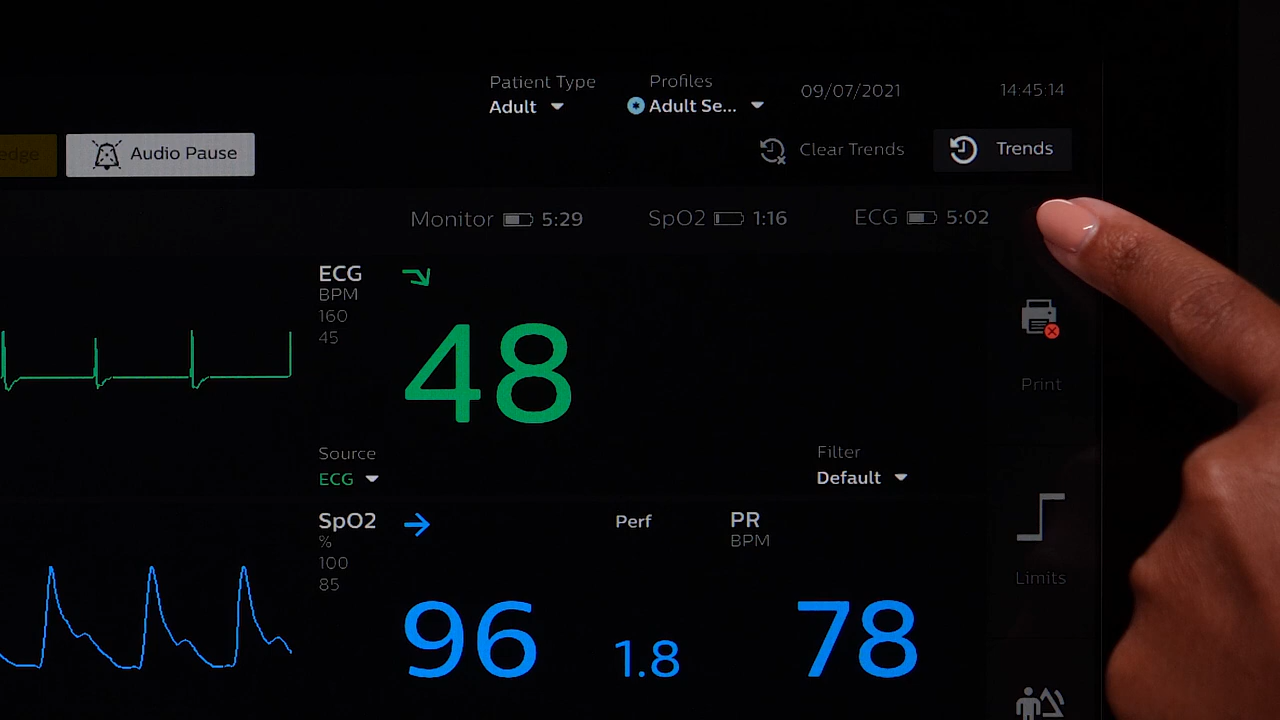 Patient Type
Adult
Profiles
Adult Se...
09/07/2021
14:45:14
edge
Audio Pause
Clear Trends
Trends
Monitor 5:29
SpO2 1:16
ECG 5:02
ECG
BPM
160
45
48
Print
Source
ECG
Filter
Default
SpO2
%
100
85
96
Perf
1.8
PR
BPM
78
Limits